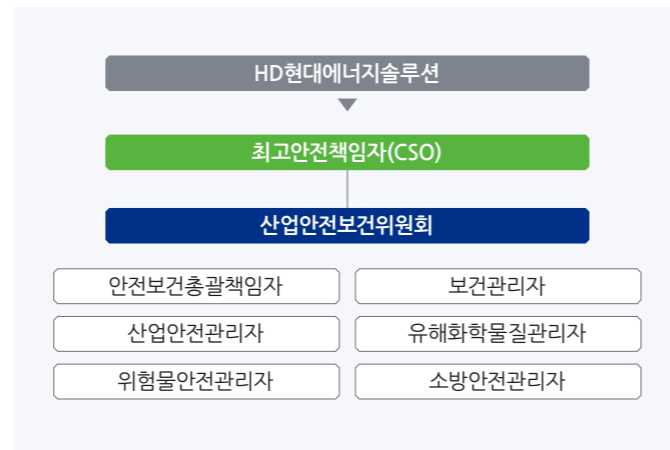 HD현대에너지솔루션
최고안전책임자(CSO)
산업안전보건위원회
안전보건총괄책임자
보건관리자
산업안전관리자
유해화학물질관리자
위험물안전관리자
소방안전관리자